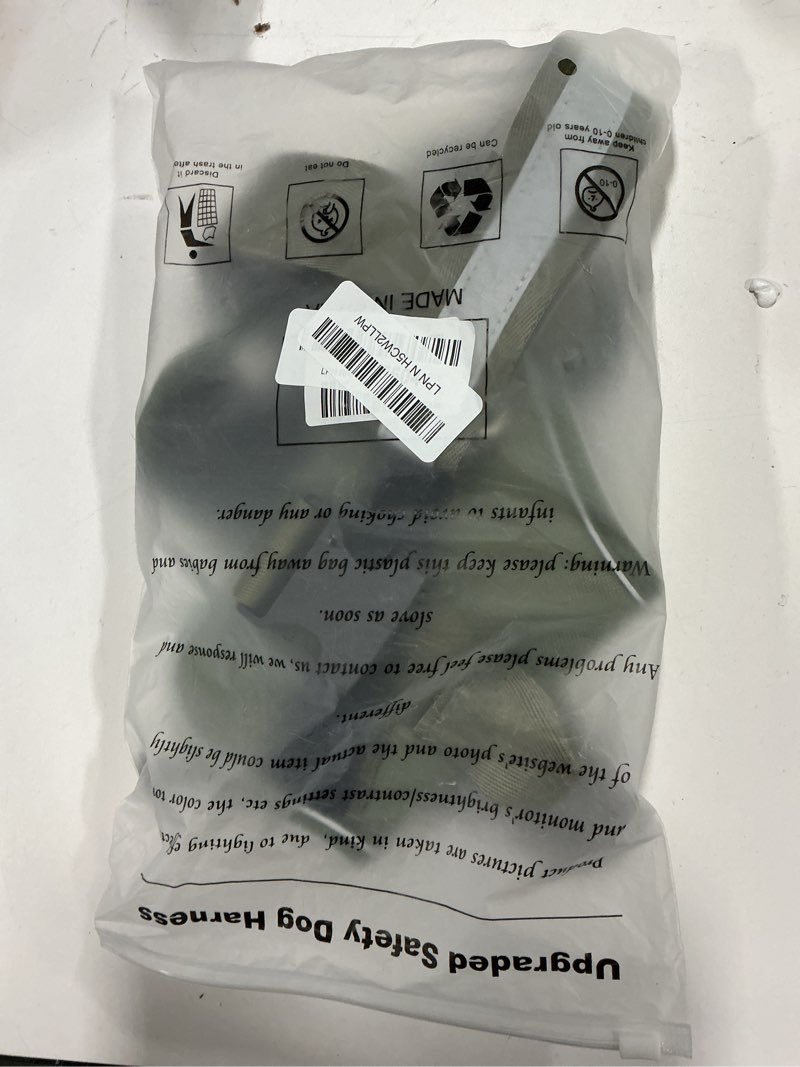 Upgraded Safety Dog Harness
Product pictures are taken in kind, due to lighting
and monitor's brightness/contrast settings etc, the color
of the website's photo and the actual item could be slightly
different.
Any problems please feel free to contact us, we will response and
slove as soon.
Warning: please keep this plastic bag away from babies and
infants to avoid choking or any danger.
LPN N H5CW2LLPW
MADE IN
Keep away from
children 0-10 years old
0-10
Can be recycled
Do not eat
Discard it
in the trash afte